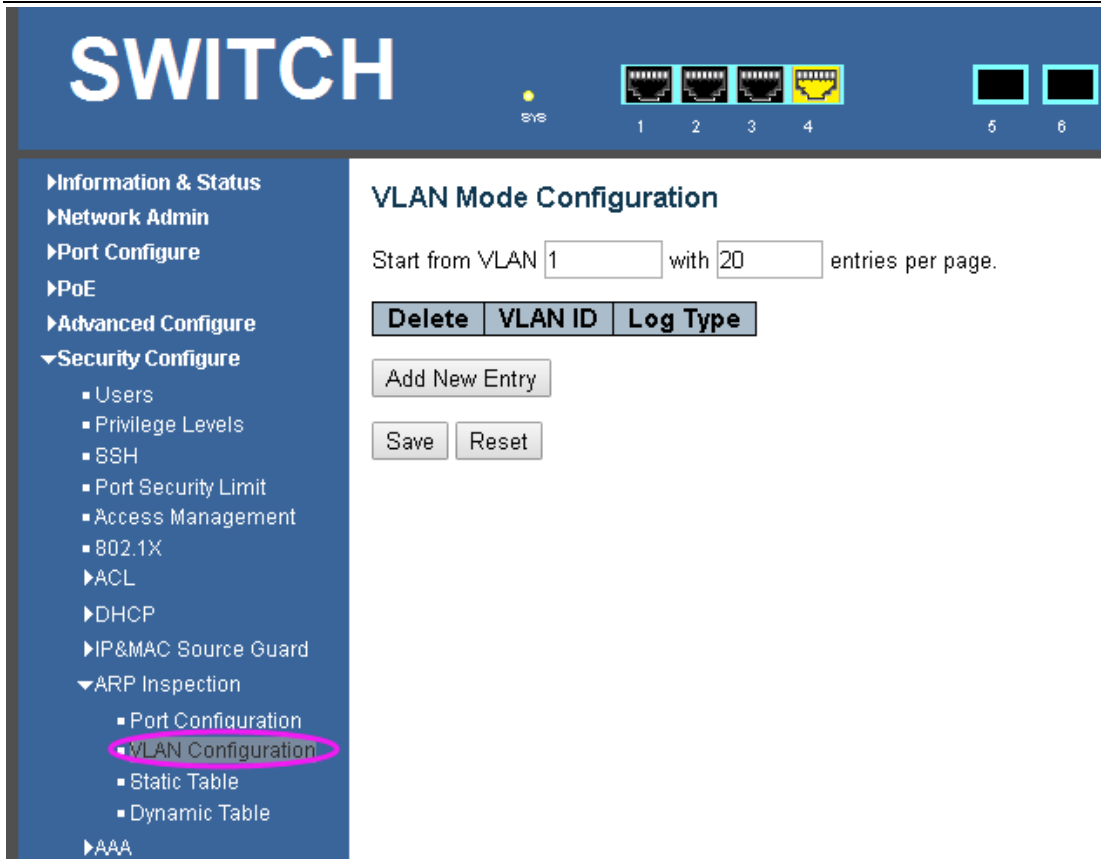 SWITCH
SYS
1 2 3 4 5 6
Information & Status
Network Admin
Port Configure
PoE
Advanced Configure
Security Configure
Users
Privilege Levels
SSH
Port Security Limit
Access Management
802.1X
ACL
DHCP
IP&MAC Source Guard
ARP Inspection
Port Configuration
VLAN Configuration
Static Table
Dynamic Table
AAA
VLAN Mode Configuration
Start from VLAN 1 with 20 entries per page.
Delete VLAN ID Log Type
Add New Entry
Save Reset